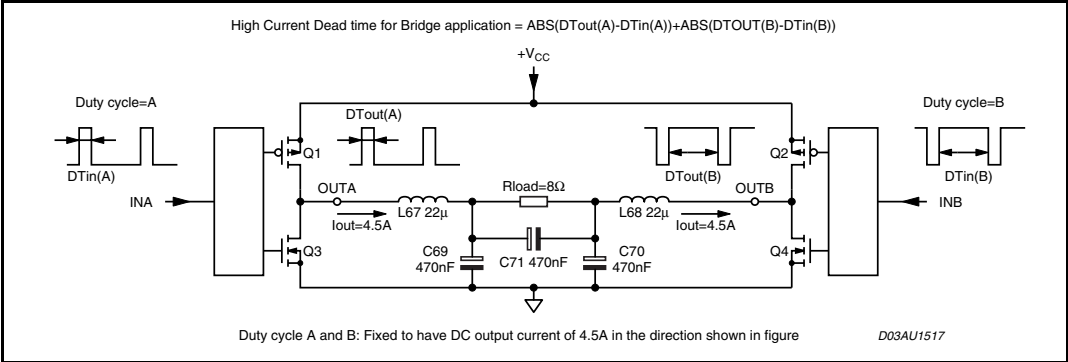 High Current Dead time for Bridge application = ABS(DTout(A)-DTin(A))+ABS(DTOUT(B)-DTin(B))
+VCC
Duty cycle=A
DTin(A)
INA
Q1
Q3
DTout(A)
OUTA
Iout=4.5A
L67 22μ
Rload=8Ω
C69
470nF
C71 470nF
C70
470nF
L68 22μ
DTout(B)
OUTB
Iout=4.5A
Q2
Q4
Duty cycle=B
DTin(B)
INB
Duty cycle A and B: Fixed to have DC output current of 4.5A in the direction shown in figure
D03AU1517